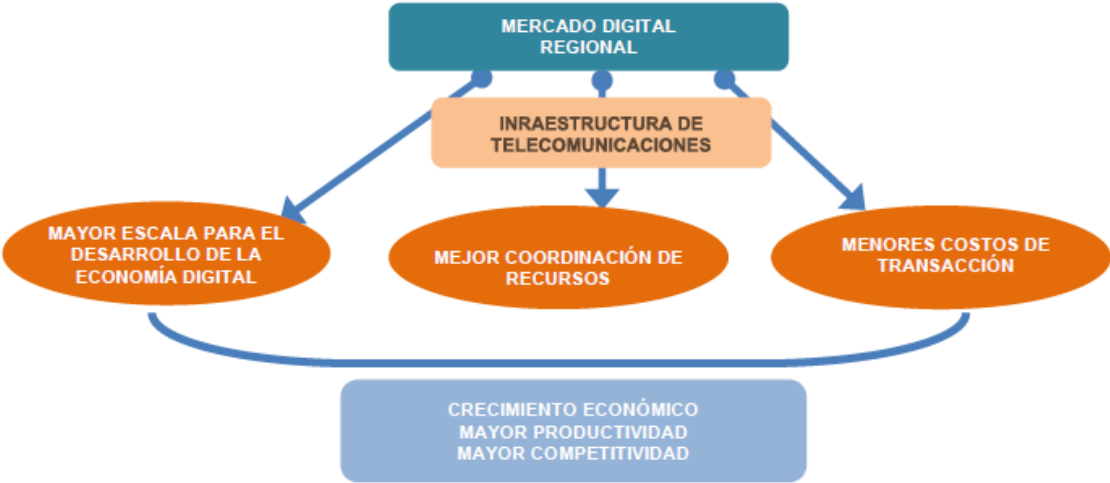 MERCADO DIGITAL
REGIONAL
INRAESTRUCTURA DE
TELECOMUNICACIONES
MAYOR ESCALA PARA EL
DESARROLLO DE LA
ECONOMÍA DIGITAL
MEJOR COORDINACIÓN DE
RECURSOS
MENORES COSTOS DE
TRANSACCIÓN
CRECIMIENTO ECONÓMICO
MAYOR PRODUCTIVIDAD
MAYOR COMPETITIVIDAD